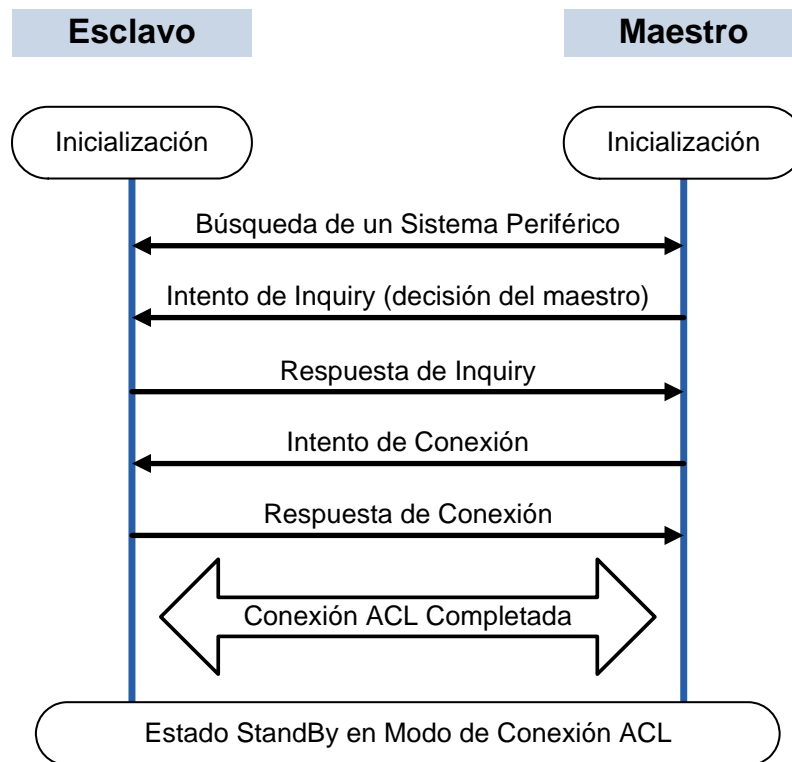 Esclavo
Maestro
Inicialización
Inicialización
Búsqueda de un Sistema Periférico
Intento de Inquiry (decisión del maestro)
Respuesta de Inquiry
Intento de Conexión
Respuesta de Conexión
Conexión ACL Completada
Estado StandBy en Modo de Conexión ACL